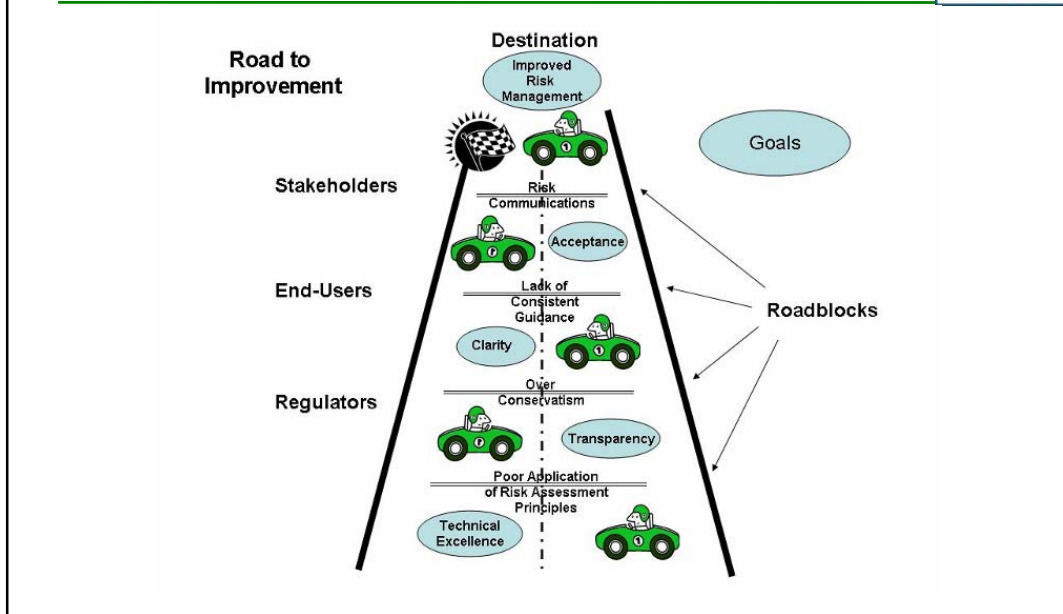 Road to
Improvement
Destination
Improved
Risk
Management
Goals
Stakeholders
Risk
Communications
Acceptance
End-Users
Lack of
Consistent
Guidance
Roadblocks
Clarity
Over
Conservatism
Regulators
Transparency
Poor Application
of Risk Assessment
Principles
Technical
Excellence